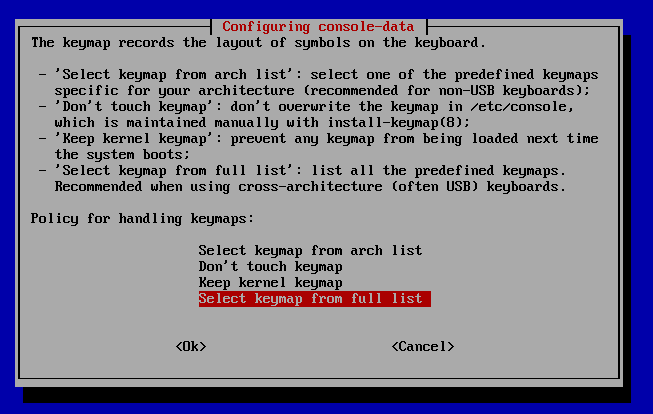 Configuring console-data
The keymap records the layout of symbols on the keyboard.
- 'Select keymap from arch list': select one of the predefined keymaps
specific for your architecture (recommended for non-USB keyboards);
- 'Don't touch keymap': don't overwrite the keymap in /etc/console,
which is maintained manually with install-keymap(8);
- 'Keep kernel keymap': prevent any keymap from being loaded next time
the system boots;
- 'Select keymap from full list': list all the predefined keymaps.
Recommended when using cross-architecture (often USB) keyboards.
Policy for handling keymaps:
Select keymap from arch list
Don't touch keymap
Keep kernel keymap
Select keymap from full list
<Ok> <Cancel>